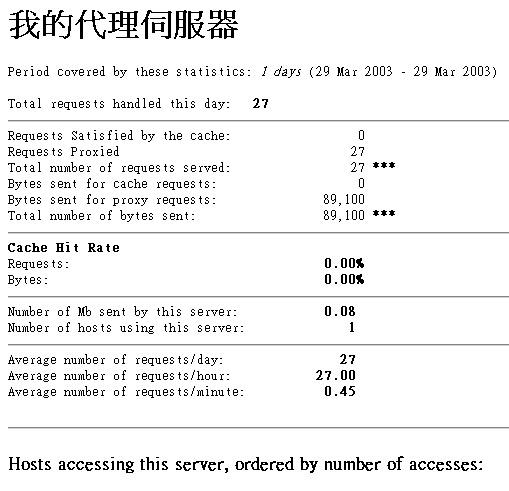 我的代理伺服器
Period covered by these statistics: 1 days (29 Mar 2003 - 29 Mar 2003)
Total requests handled this day: 27
Requests Satisfied by the cache: 0
Requests Proxied 27
Total number of requests served: 27 ***
Bytes sent for cache requests: 0
Bytes sent for proxy requests: 89,100
Total number of bytes sent: 89,100 ***
Cache Hit Rate
Requests: 0.00%
Bytes: 0.00%
Number of Mb sent by this server: 0.08
Number of hosts using this server: 1
Average number of requests/day: 27
Average number of requests/hour: 27.00
Average number of requests/minute: 0.45
Hosts accessing this server, ordered by number of accesses: